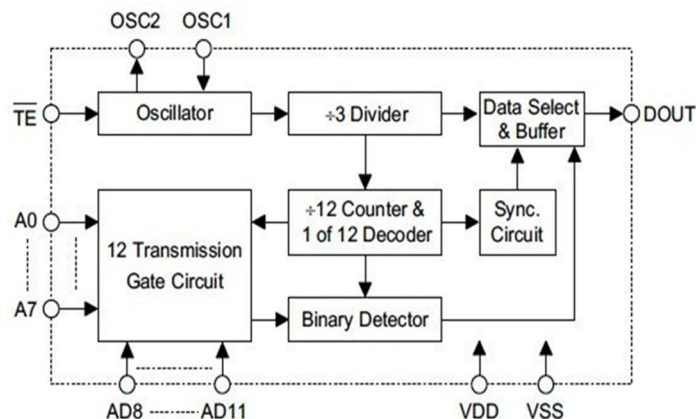 OSC2 OSC1
TE
Oscillator
÷3 Divider
Data Select
& Buffer
DOUT
A0
12 Transmission
Gate Circuit
÷12 Counter &
1 of 12 Decoder
Sync.
Circuit
A7
Binary Detector
AD8 AD11
VDD VSS